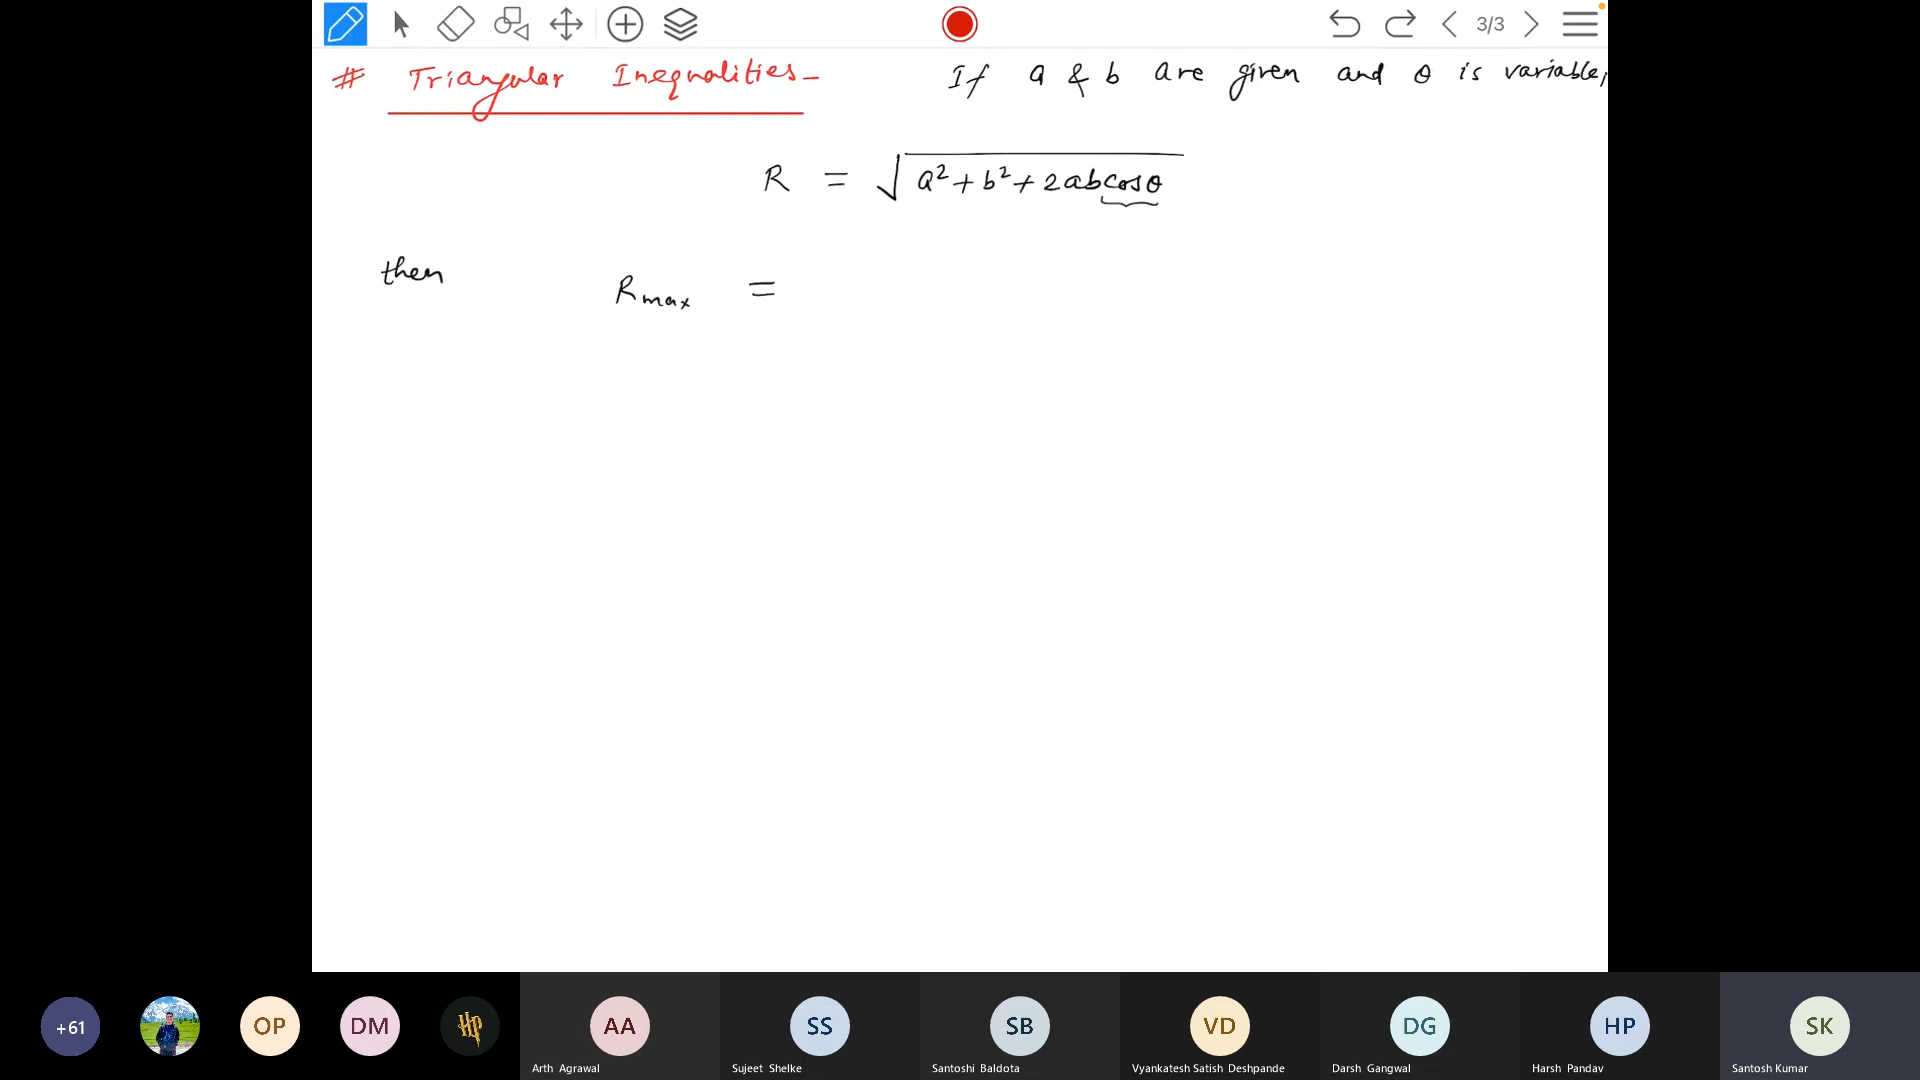 3/3
# Triangular Inequalities- If a & b are given and θ is variable,
R = √a²+b²+2abcosθ
then Rmax =
+61 OP DM HP AA SS SB VD DG HP SK
Arth Agrawal Sujeet Shelke Santoshi Baldota Vyankatesh Satish Deshpande Darsh Gangwal Harsh Pandav Santosh Kumar